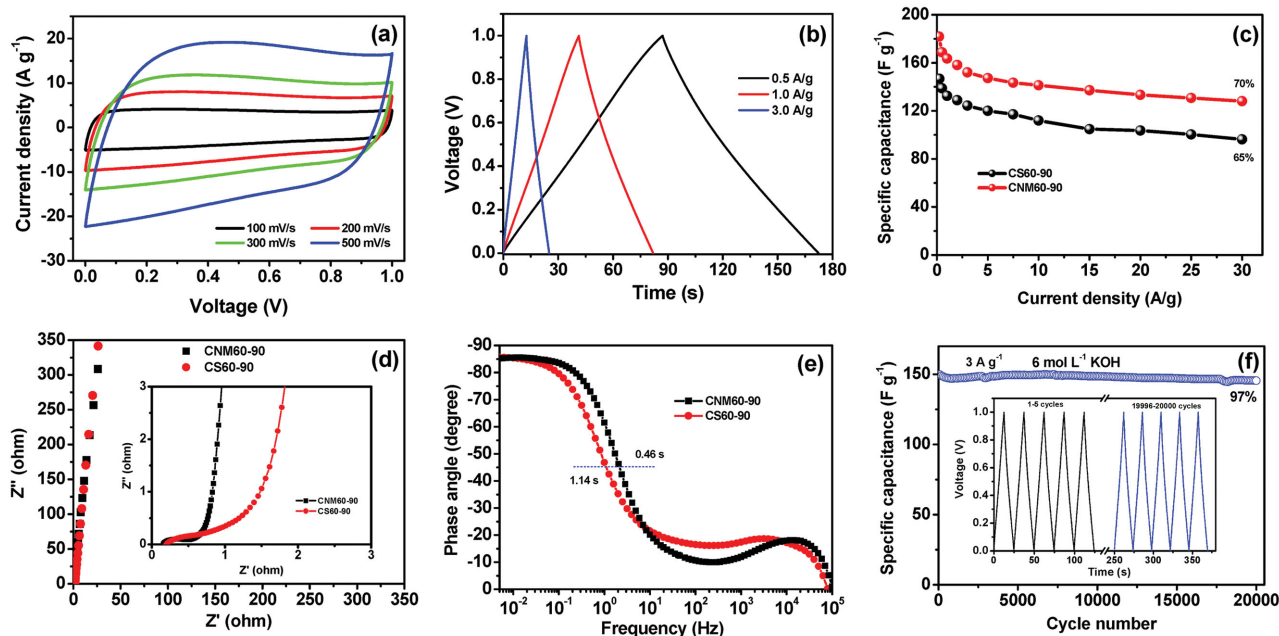 (a)
Current density (A g⁻¹)
30
20
10
0
-10
-20
-30
100 mV/s
200 mV/s
300 mV/s
500 mV/s
0.0
0.2
0.4
0.6
0.8
1.0
Voltage (V)
(b)
Voltage (V)
1.0
0.8
0.6
0.4
0.2
0.0
0.5 A/g
1.0 A/g
3.0 A/g
0
30
60
90
120
150
180
Time (s)
(c)
Specific capacitance (F g⁻¹)
200
160
120
80
40
0
70%
65%
CS60-90
CNM60-90
0
5
10
15
20
25
30
Current density (A/g)
(d)
Z'' (ohm)
350
300
250
200
150
100
50
0
CNM60-90
CS60-90
Z'' (ohm)
3
2
1
0
CNM60-90
CS60-90
0
1
2
3
Z' (ohm)
0
50
100
150
200
250
300
350
Z' (ohm)
(e)
Phase angle (degree)
-90
-80
-70
-60
-50
-40
-30
-20
-10
0
CNM60-90
CS60-90
0.46 s
1.14 s
10⁻²
10⁻¹
10⁰
10¹
10²
10³
10⁴
10⁵
Frequency (Hz)
(f)
Specific capacitance (F g⁻¹)
200
150
100
50
0
3 A g⁻¹
6 mol L⁻¹ KOH
97%
1-5 cycles
19996-20000 cycles
Voltage (V)
1.0
0.8
0.6
0.4
0.2
0.0
0
50
100
250
300
350
Time (s)
0
5000
10000
15000
20000
Cycle number